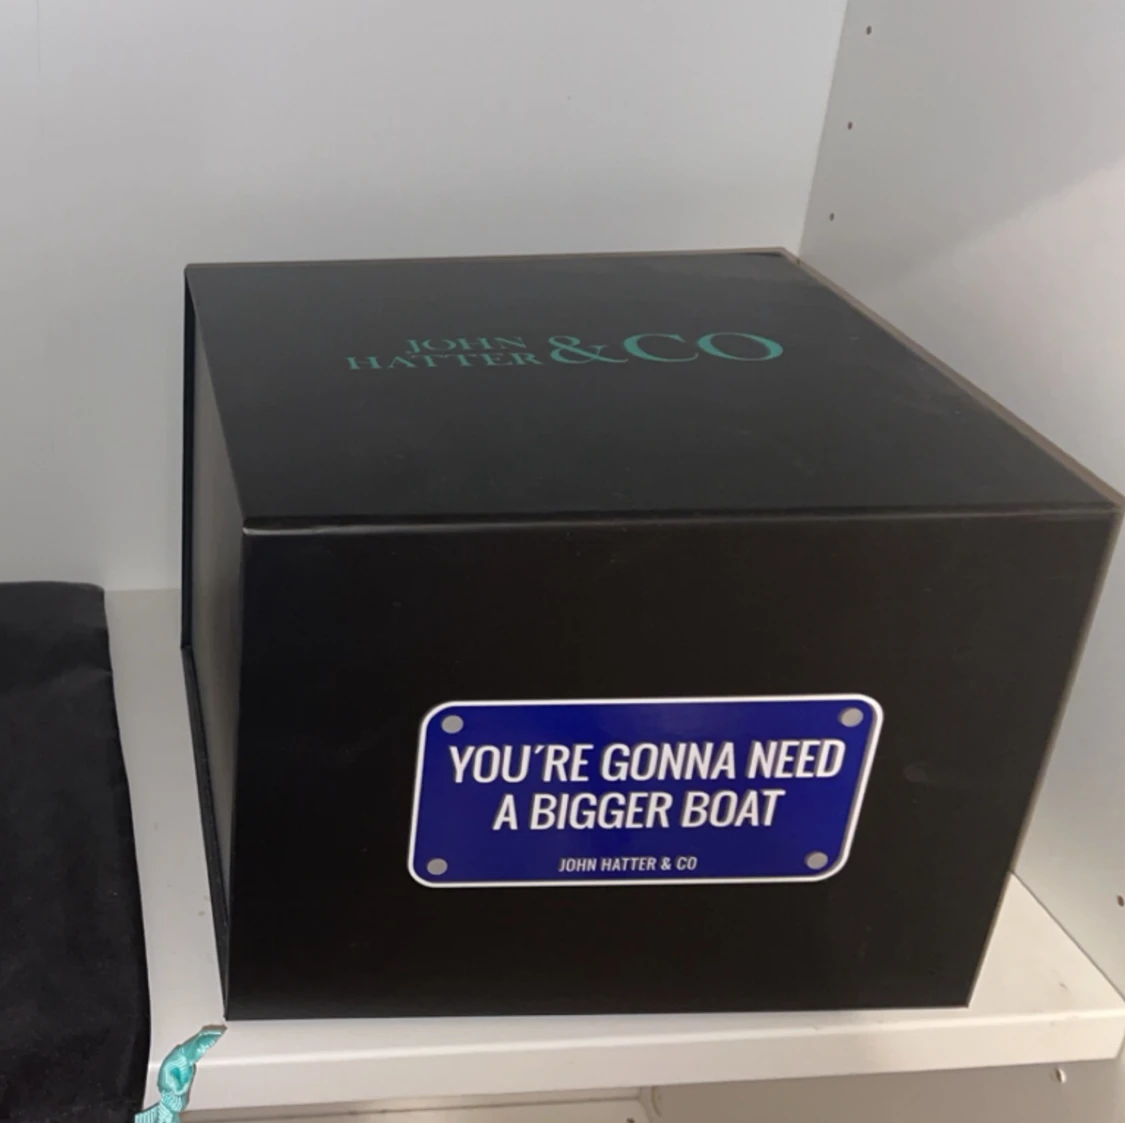 JOHN
HATTER &CO
YOU´RE GONNA NEED
A BIGGER BOAT
JOHN HATTER & CO